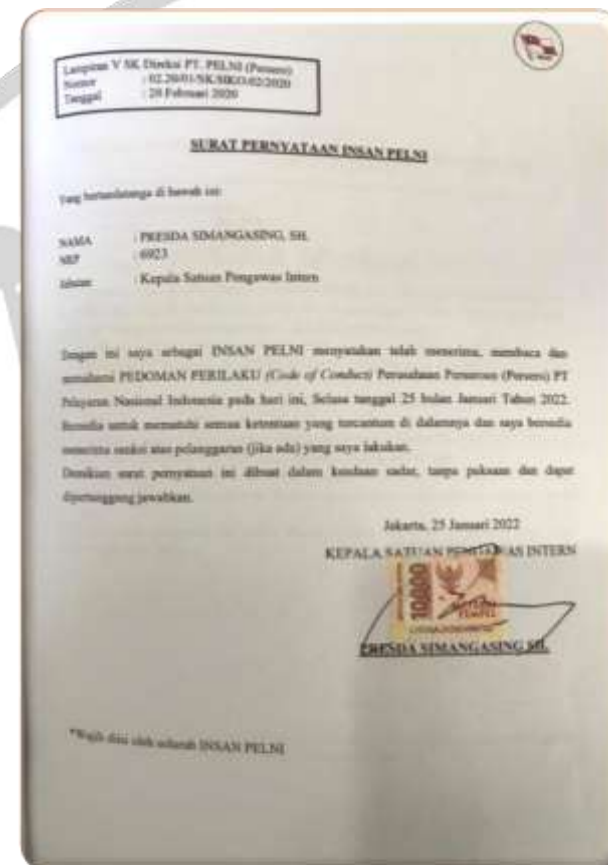 Lampiran V SK Direksi PT. PELNI (Persero)
Nomor : 02.20/01/SK/HKO.02/2020
Tanggal : 20 Februari 2020
SURAT PERNYATAAN INSAN PELNI
Yang bertandatanga di bawah ini:
NAMA : PRESDA SIMANGASING, SH.
NRP : 6923
Jabatan : Kepala Satuan Pengawas Intern
Dengan ini saya sebagai INSAN PELNI menyatakan telah menerima, membaca dan
memahami PEDOMAN PERILAKU (Code of Conduct) Perusahaan Perseroan (Persero) PT
Pelayaran Nasional Indonesia pada hari ini, Selasa tanggal 25 bulan Januari Tahun 2022.
Bersedia untuk mematuhi semua ketentuan yang tercantum di dalamnya dan saya bersedia
menerima sanksi atas pelanggaran (jika ada) yang saya lakukan.
Demikian surat pernyataan ini dibuat dalam keadaan sadar, tanpa paksaan dan dapat
dipertanggung jawabkan.
Jakarta, 25 Januari 2022
KEPALA SATUAN PENGAWAS INTERN
10000
TEMPEL
PRESDA SIMANGASING SH.
*Wajib diisi oleh seluruh INSAN PELNI